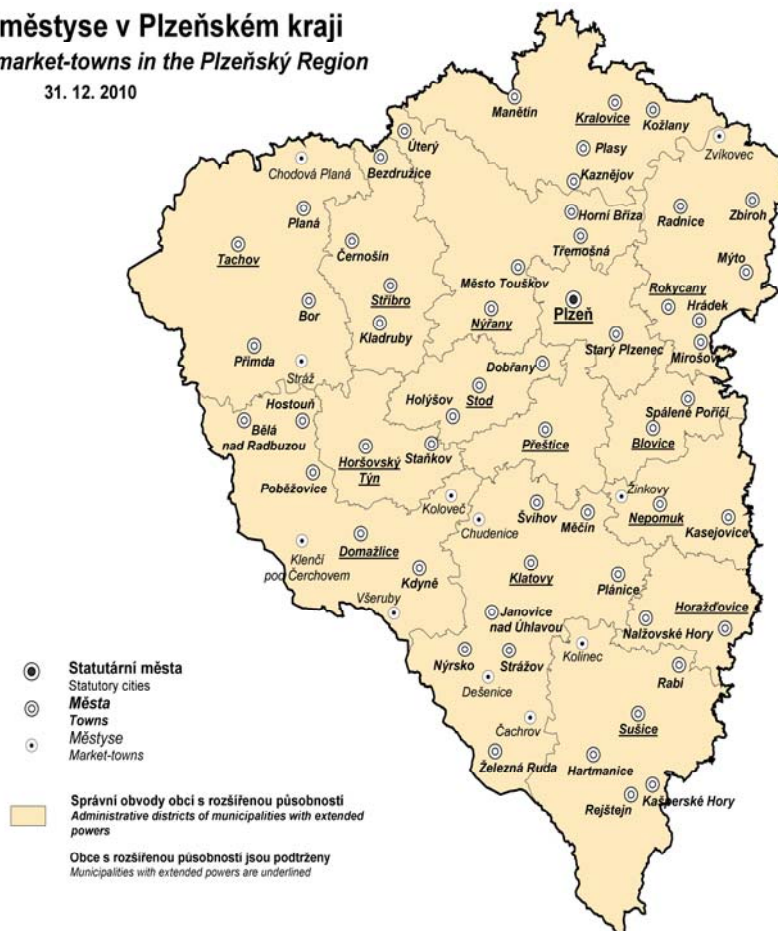 městyse v Plzeňském kraji
market-towns in the Plzeňský Region
31. 12. 2010
Manětín
Kralovice
Kožlany
Úterý
Plasy
Zvíkovec
Chodová Planá
Bezdružice
Kaznějov
Planá
Horní Bříza
Radnice
Zbiroh
Tachov
Černošín
Třemošná
Mýto
Město Touškov
Stříbro
Rokycany
Bor
Nýřany
Plzeň
Hrádek
Kladruby
Přimda
Starý Plzenec
Mirošov
Stráž
Dobřany
Hostouň
Holýšov
Stod
Spálené Poříčí
Bělá
nad Radbuzou
Horšovský
Týn
Staňkov
Přeštice
Blovice
Poběžovice
Koloveč
Žinkovy
Chudenice
Švihov
Měčín
Nepomuk
Kasejovice
Klenčí
pod Čerchovem
Domažlice
Kdyně
Klatovy
Plánice
Všeruby
Janovice
nad Úhlavou
Horažďovice
Nalžovské Hory
Nýrsko
Strážov
Kolinec
Rabí
Dešenice
Čachrov
Sušice
Železná Ruda
Hartmanice
Rejštejn
Kašperské Hory
Statutární města
Statutory cities
Města
Towns
Městyse
Market-towns
Správní obvody obcí s rozšířenou působností
Administrative districts of municipalities with extended
powers
Obce s rozšířenou působností jsou podtrženy
Municipalities with extended powers are underlined